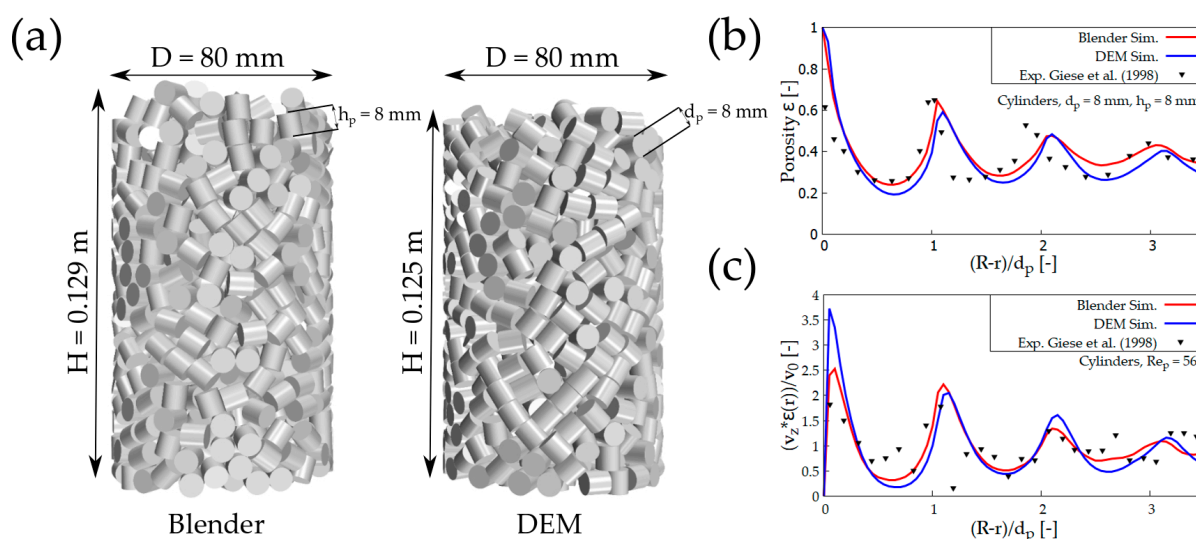 (a)
D = 80 mm
D = 80 mm
H = 0.129 m
h_p = 8 mm
H = 0.125 m
d_p = 8 mm
Blender
DEM
(b)
Porosity ε [-]
1
0.8
0.6
0.4
0.2
0
Blender Sim.
DEM Sim.
Exp. Giese et al. (1998)
Cylinders, d_p = 8 mm, h_p = 8 mm
0 1 2 3
(R-r)/d_p [-]
(c)
(v_z*ε(r))/v_0 [-]
4
3.5
3
2.5
2
1.5
1
0.5
0
Blender Sim.
DEM Sim.
Exp. Giese et al. (1998)
Cylinders, Re_p = 56
0 1 2 3
(R-r)/d_p [-]